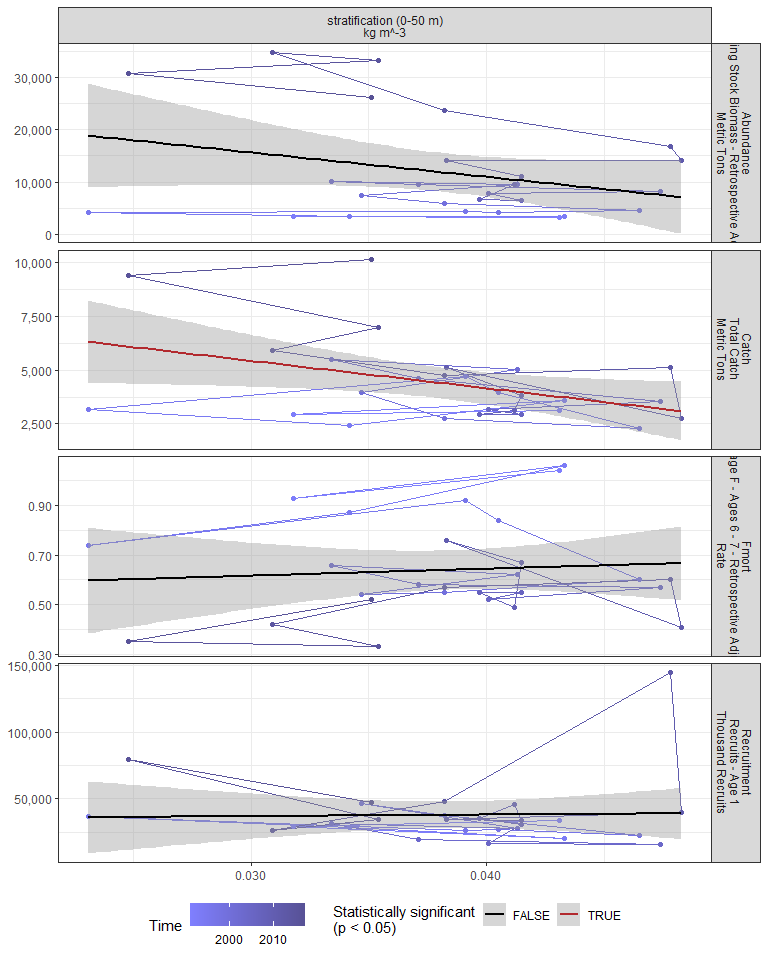 stratification (0-50 m)
kg m^-3
30,000
20,000
10,000
0
Abundance
Stock Biomass - Retrospective
Metric Tons
10,000
7,500
5,000
2,500
Catch
Total Catch
Metric Tons
0.90
0.70
0.50
0.30
Fmort
F - Ages 6 - 7 - Retrospective
Rate
150,000
100,000
50,000
Recruitment
Recruits - Age 1
Thousand Recruits
0.030 0.040
Time
2000 2010
Statistically significant
(p < 0.05)
FALSE TRUE